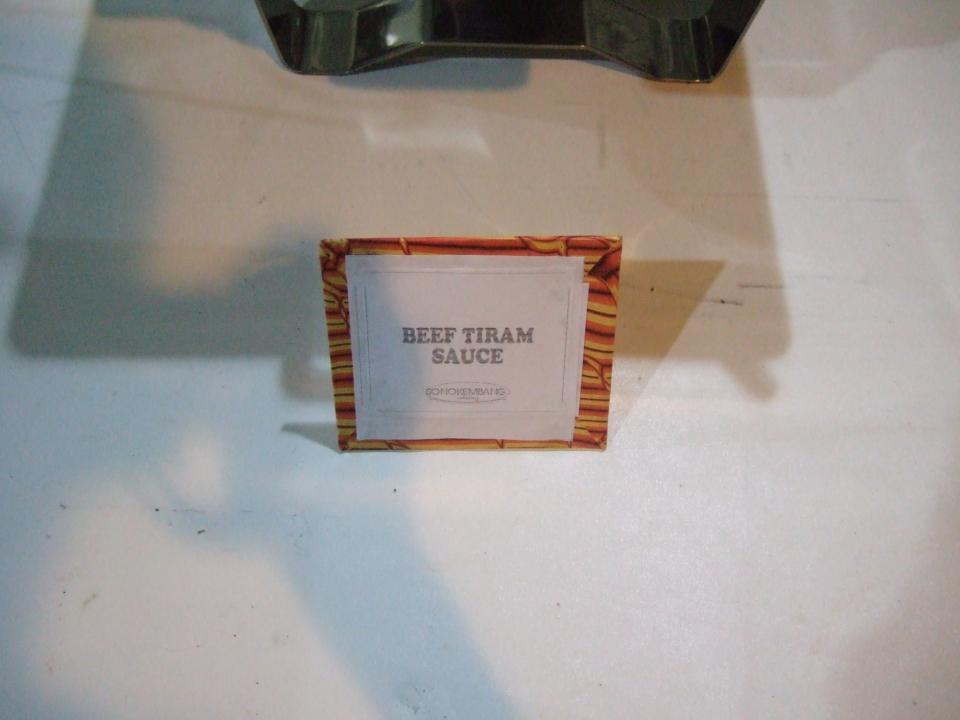 BEEF TIRAM
SAUCE
SONOKEMBANG